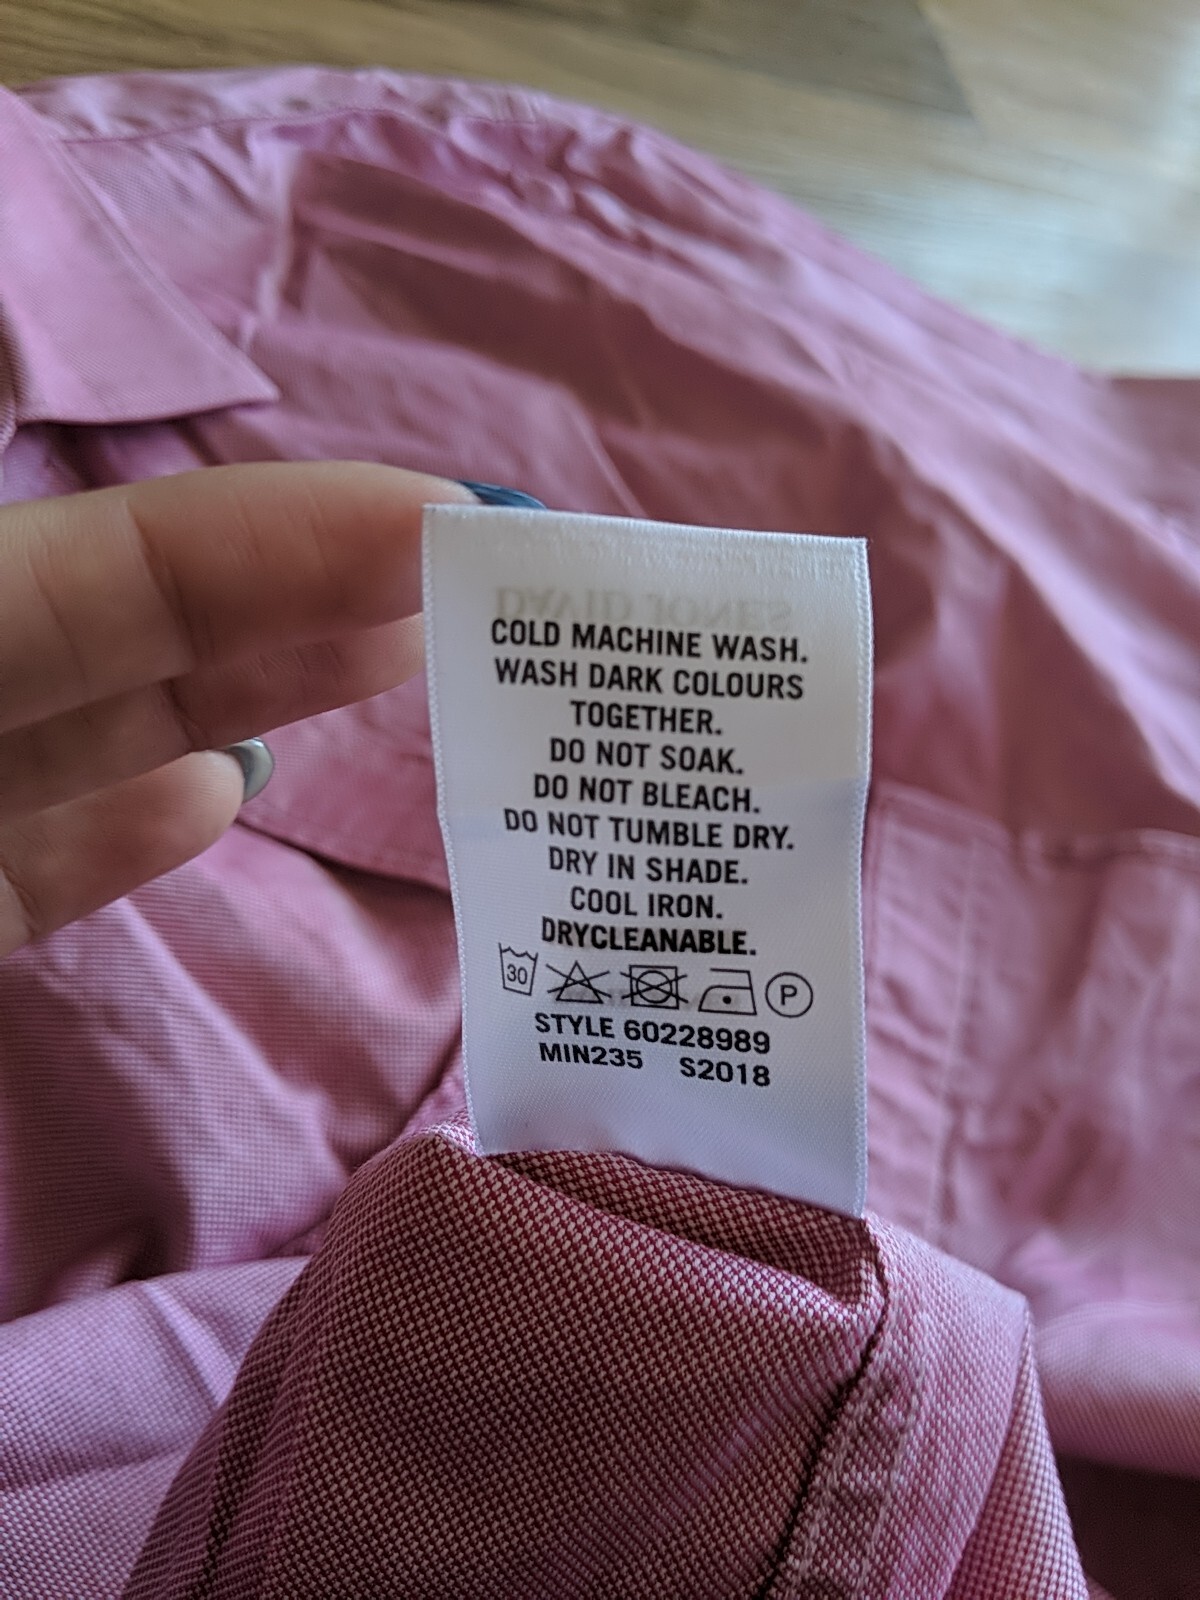 DAVID JONES
COLD MACHINE WASH.
WASH DARK COLOURS
TOGETHER.
DO NOT SOAK.
DO NOT BLEACH.
DO NOT TUMBLE DRY.
DRY IN SHADE.
COOL IRON.
DRYCLEANABLE.
30 P
STYLE 60228989
MIN235 S2018